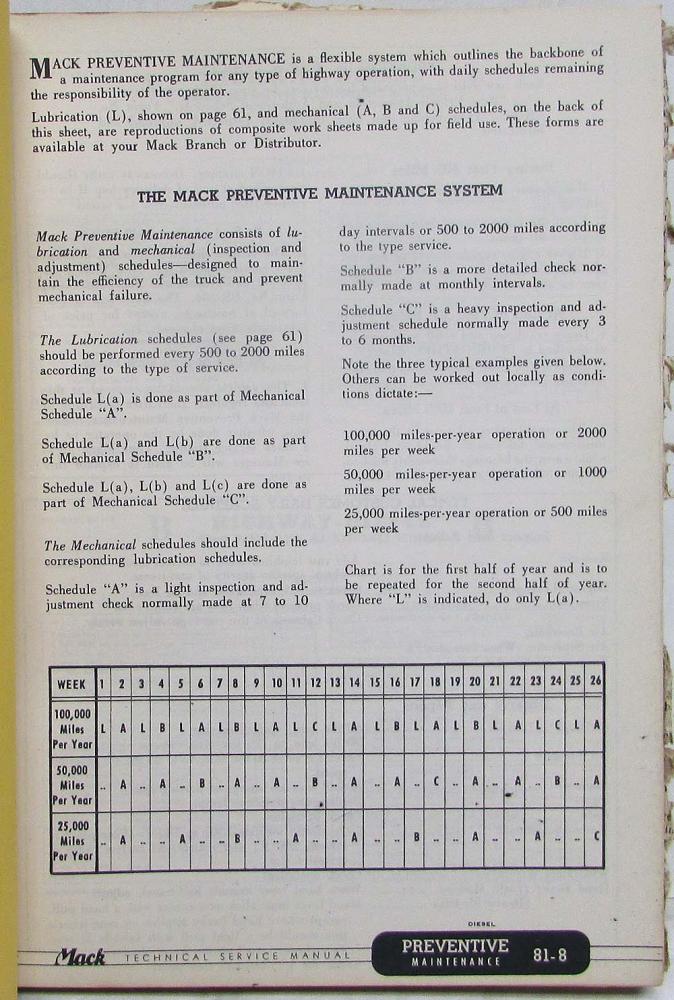 MACK PREVENTIVE MAINTENANCE is a flexible system which outlines the backbone of
a maintenance program for any type of highway operation, with daily schedules remaining
the responsibility of the operator.
Lubrication (L), shown on page 61, and mechanical (A, B and C) schedules, on the back of
this sheet, are reproductions of composite work sheets made up for field use. These forms are
available at your Mack Branch or Distributor.
THE MACK PREVENTIVE MAINTENANCE SYSTEM
Mack Preventive Maintenance consists of lu-
brication and mechanical (inspection and
adjustment) schedules—designed to main-
tain the efficiency of the truck and prevent
mechanical failure.
The Lubrication schedules (see page 61)
should be performed every 500 to 2000 miles
according to the type of service.
Schedule L(a) is done as part of Mechanical
Schedule "A".
Schedule L(a) and L(b) are done as part
of Mechanical Schedule "B".
Schedule L(a), L(b) and L(c) are done as
part of Mechanical Schedule "C".
The Mechanical schedules should include the
corresponding lubrication schedules.
Schedule "A" is a light inspection and ad-
justment check normally made at 7 to 10
day intervals or 500 to 2000 miles according
to the type service.
Schedule "B" is a more detailed check nor-
mally made at monthly intervals.
Schedule "C" is a heavy inspection and ad-
justment schedule normally made every 3
to 6 months.
Note the three typical examples given below.
Others can be worked out locally as condi-
tions dictate:—
100,000 miles-per-year operation or 2000
miles per week
50,000 miles-per-year operation or 1000
miles per week
25,000 miles-per-year operation or 500 miles
per week
Chart is for the first half of year and is to
be repeated for the second half of year.
Where "L" is indicated, do only L(a).
WEEK 1 2 3 4 5 6 7 8 9 10 11 12 13 14 15 16 17 18 19 20 21 22 23 24 25 26
100,000
Miles L A L B L A L B L A L C L A L B L A L B L A L C L A
Per Year
50,000
Miles .. A .. A .. B .. A .. A .. B .. A .. A .. C .. A .. A .. B .. A
Per Year
25,000
Miles .. A .. .. A .. .. B .. .. A .. .. A .. .. B .. .. A .. .. A .. .. C
Per Year
DIESEL
Mack TECHNICAL SERVICE MANUAL
PREVENTIVE
MAINTENANCE
81-8